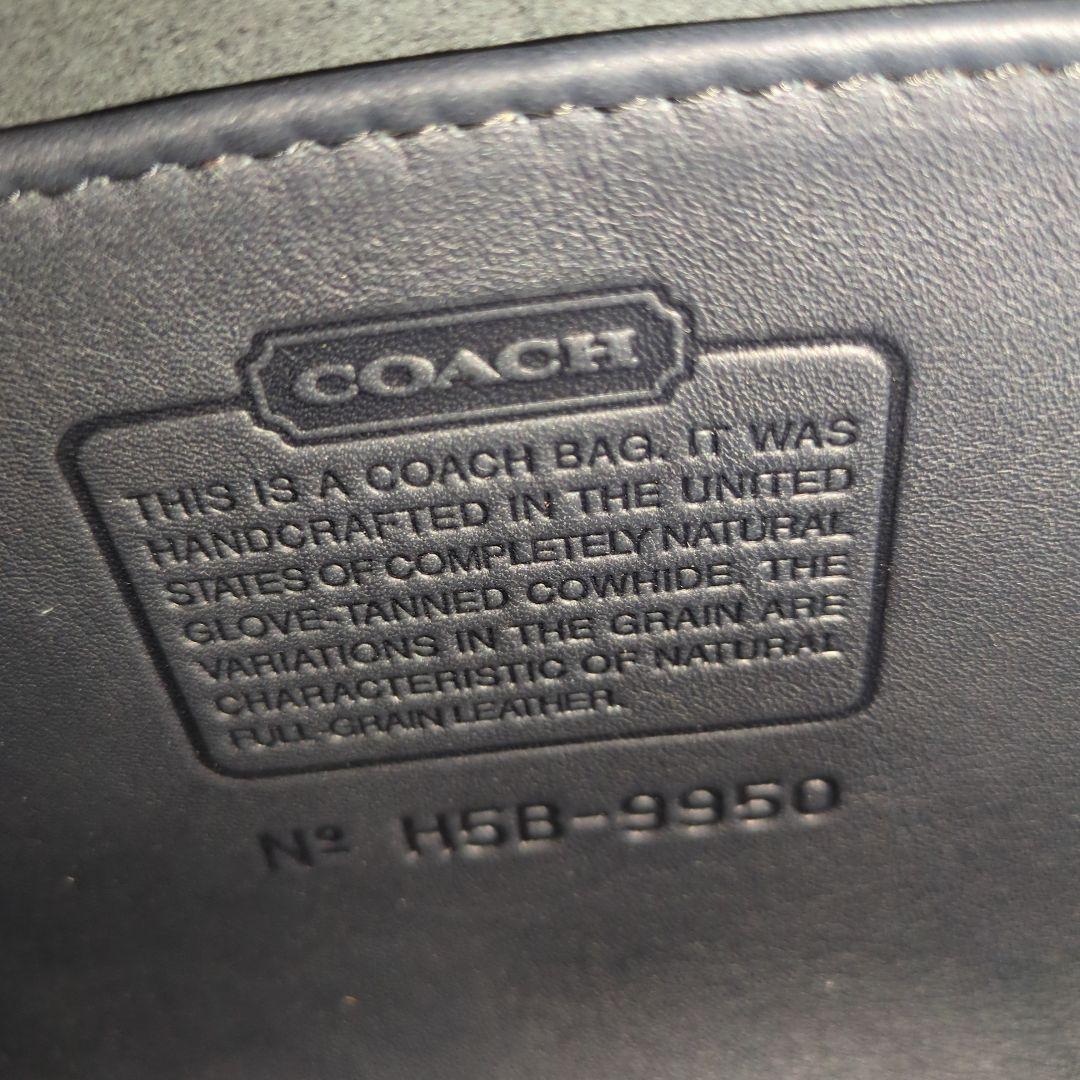 COACH
THIS IS A COACH BAG. IT WAS
HANDCRAFTED IN THE UNITED
STATES OF COMPLETELY NATURAL
GLOVE-TANNED COWHIDE. THE
VARIATIONS IN THE GRAIN ARE
CHARACTERISTIC OF NATURAL
FULL-GRAIN LEATHER.
Nº H5B-9950